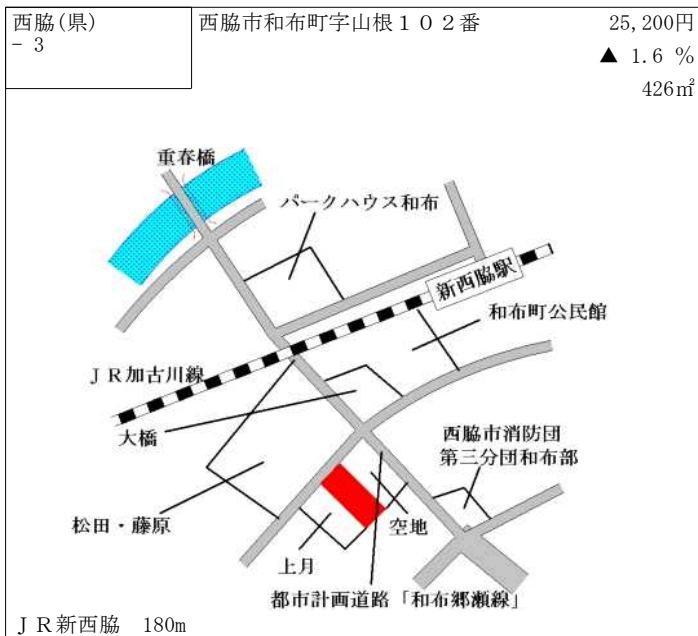 西脇(県)
- 3
西脇市和布町字山根１０２番
25,200円
▲ 1.6 %
426㎡
重春橋
パークハウス和布
新西脇駅
和布町公民館
ＪＲ加古川線
大橋
西脇市消防団
第三分団和布部
松田・藤原
空地
上月
都市計画道路「和布郷瀬線」
ＪＲ新西脇　180m